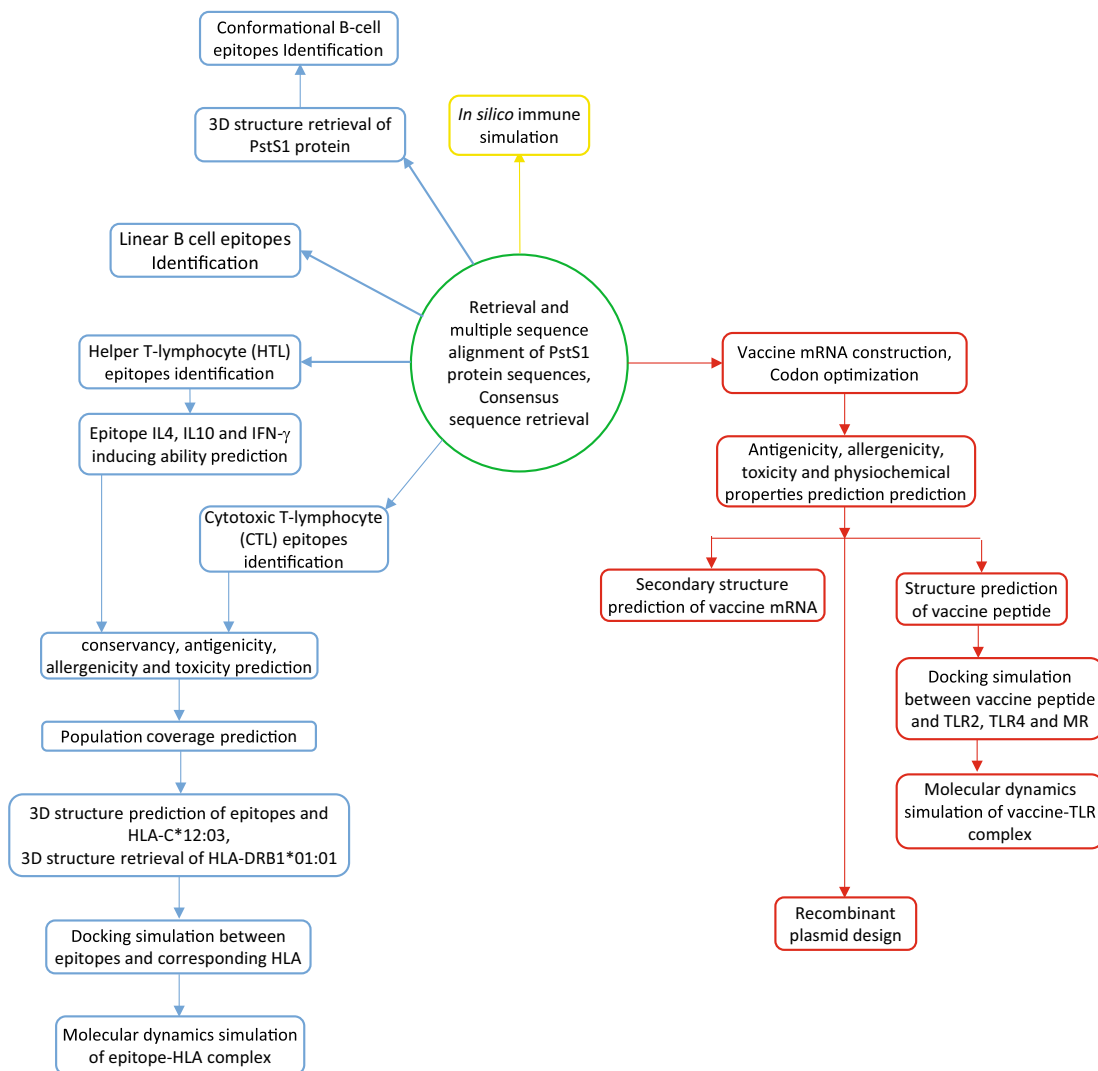 Conformational B-cell
epitopes Identification
3D structure retrieval of
PstS1 protein
In silico immune
simulation
Linear B cell epitopes
Identification
Retrieval and
multiple sequence
alignment of PstS1
protein sequences,
Consensus
sequence retrieval
Helper T-lymphocyte (HTL)
epitopes identification
Epitope IL4, IL10 and IFN-γ
inducing ability prediction
Cytotoxic T-lymphocyte
(CTL) epitopes
identification
conservancy, antigenicity,
allergenicity and toxicity prediction
Population coverage prediction
3D structure prediction of epitopes and
HLA-C*12:03,
3D structure retrieval of HLA-DRB1*01:01
Docking simulation between
epitopes and corresponding HLA
Molecular dynamics simulation
of epitope-HLA complex
Vaccine mRNA construction,
Codon optimization
Antigenicity, allergenicity,
toxicity and physiochemical
properties prediction prediction
Secondary structure
prediction of vaccine mRNA
Structure prediction
of vaccine peptide
Docking simulation
between vaccine peptide
and TLR2, TLR4 and MR
Molecular dynamics
simulation of vaccine-TLR
complex
Recombinant
plasmid design